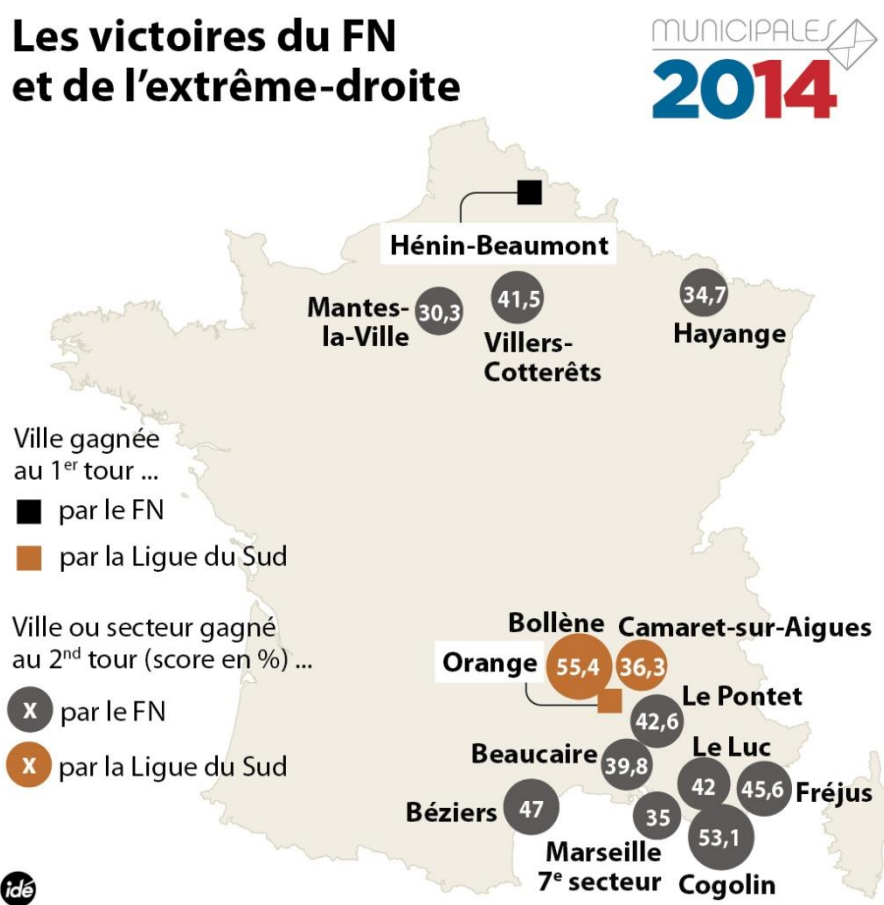 Les victoires du FN
et de l'extrême-droite
MUNICIPALES
2014
Hénin-Beaumont
Mantes-
la-Ville
30,3
41,5
Villers-
Cotterêts
34,7
Hayange
Ville gagnée
au 1er tour ...
par le FN
par la Ligue du Sud
Ville ou secteur gagné
au 2nd tour (score en %) ...
X par le FN
X par la Ligue du Sud
Bollène
55,4
Camaret-sur-Aigues
36,3
Orange
Le Pontet
42,6
Beaucaire
39,8
Le Luc
42
45,6
Fréjus
Béziers
47
35
Marseille
7e secteur
53,1
Cogolin
idé